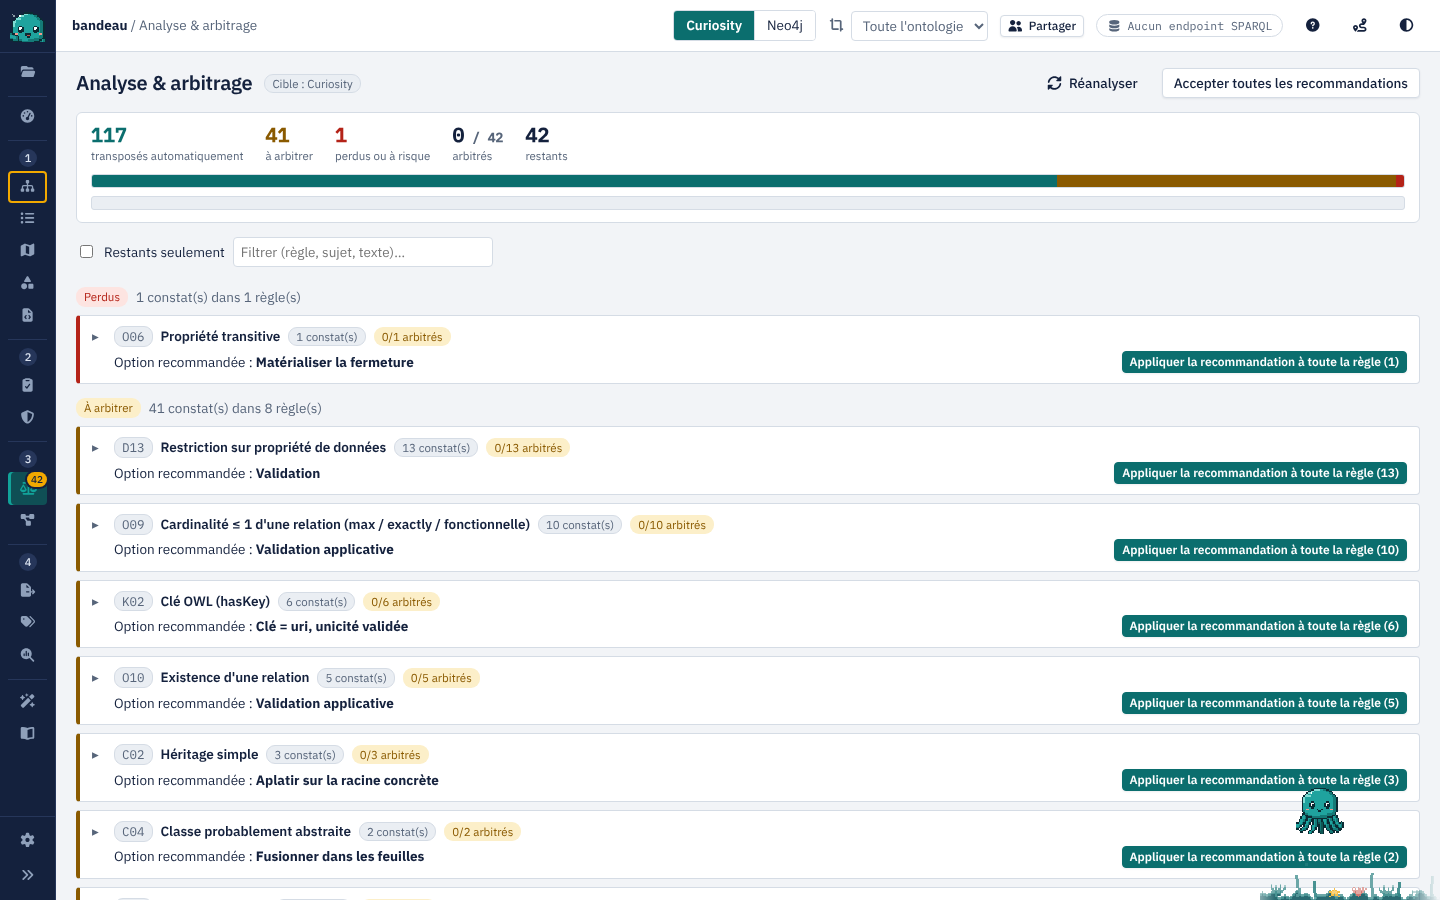 bandeau / Analyse & arbitrage
Curiosity
Neo4j
Toute l'ontologie
Partager
Aucun endpoint SPARQL
Analyse & arbitrage
Cible : Curiosity
Réanalyser
Accepter toutes les recommandations
117
41
1
0 / 42
42
transposés automatiquement
à arbitrer
perdus ou à risque
arbitrés
restants
Restants seulement
Filtrer (règle, sujet, texte)...
Perdus 1 constat(s) dans 1 règle(s)
O06 Propriété transitive 1 constat(s) 0/1 arbitrés
Option recommandée : Matérialiser la fermeture
Appliquer la recommandation à toute la règle (1)
À arbitrer 41 constat(s) dans 8 règle(s)
D13 Restriction sur propriété de données 13 constat(s) 0/13 arbitrés
Option recommandée : Validation
Appliquer la recommandation à toute la règle (13)
O09 Cardinalité ≤ 1 d'une relation (max / exactly / fonctionnelle) 10 constat(s) 0/10 arbitrés
Option recommandée : Validation applicative
Appliquer la recommandation à toute la règle (10)
K02 Clé OWL (hasKey) 6 constat(s) 0/6 arbitrés
Option recommandée : Clé = uri, unicité validée
Appliquer la recommandation à toute la règle (6)
O10 Existence d'une relation 5 constat(s) 0/5 arbitrés
Option recommandée : Validation applicative
Appliquer la recommandation à toute la règle (5)
C02 Héritage simple 3 constat(s) 0/3 arbitrés
Option recommandée : Aplatir sur la racine concrète
Appliquer la recommandation à toute la règle (3)
C04 Classe probablement abstraite 2 constat(s) 0/2 arbitrés
Option recommandée : Fusionner dans les feuilles
Appliquer la recommandation à toute la règle (2)
1
2
3
42
4